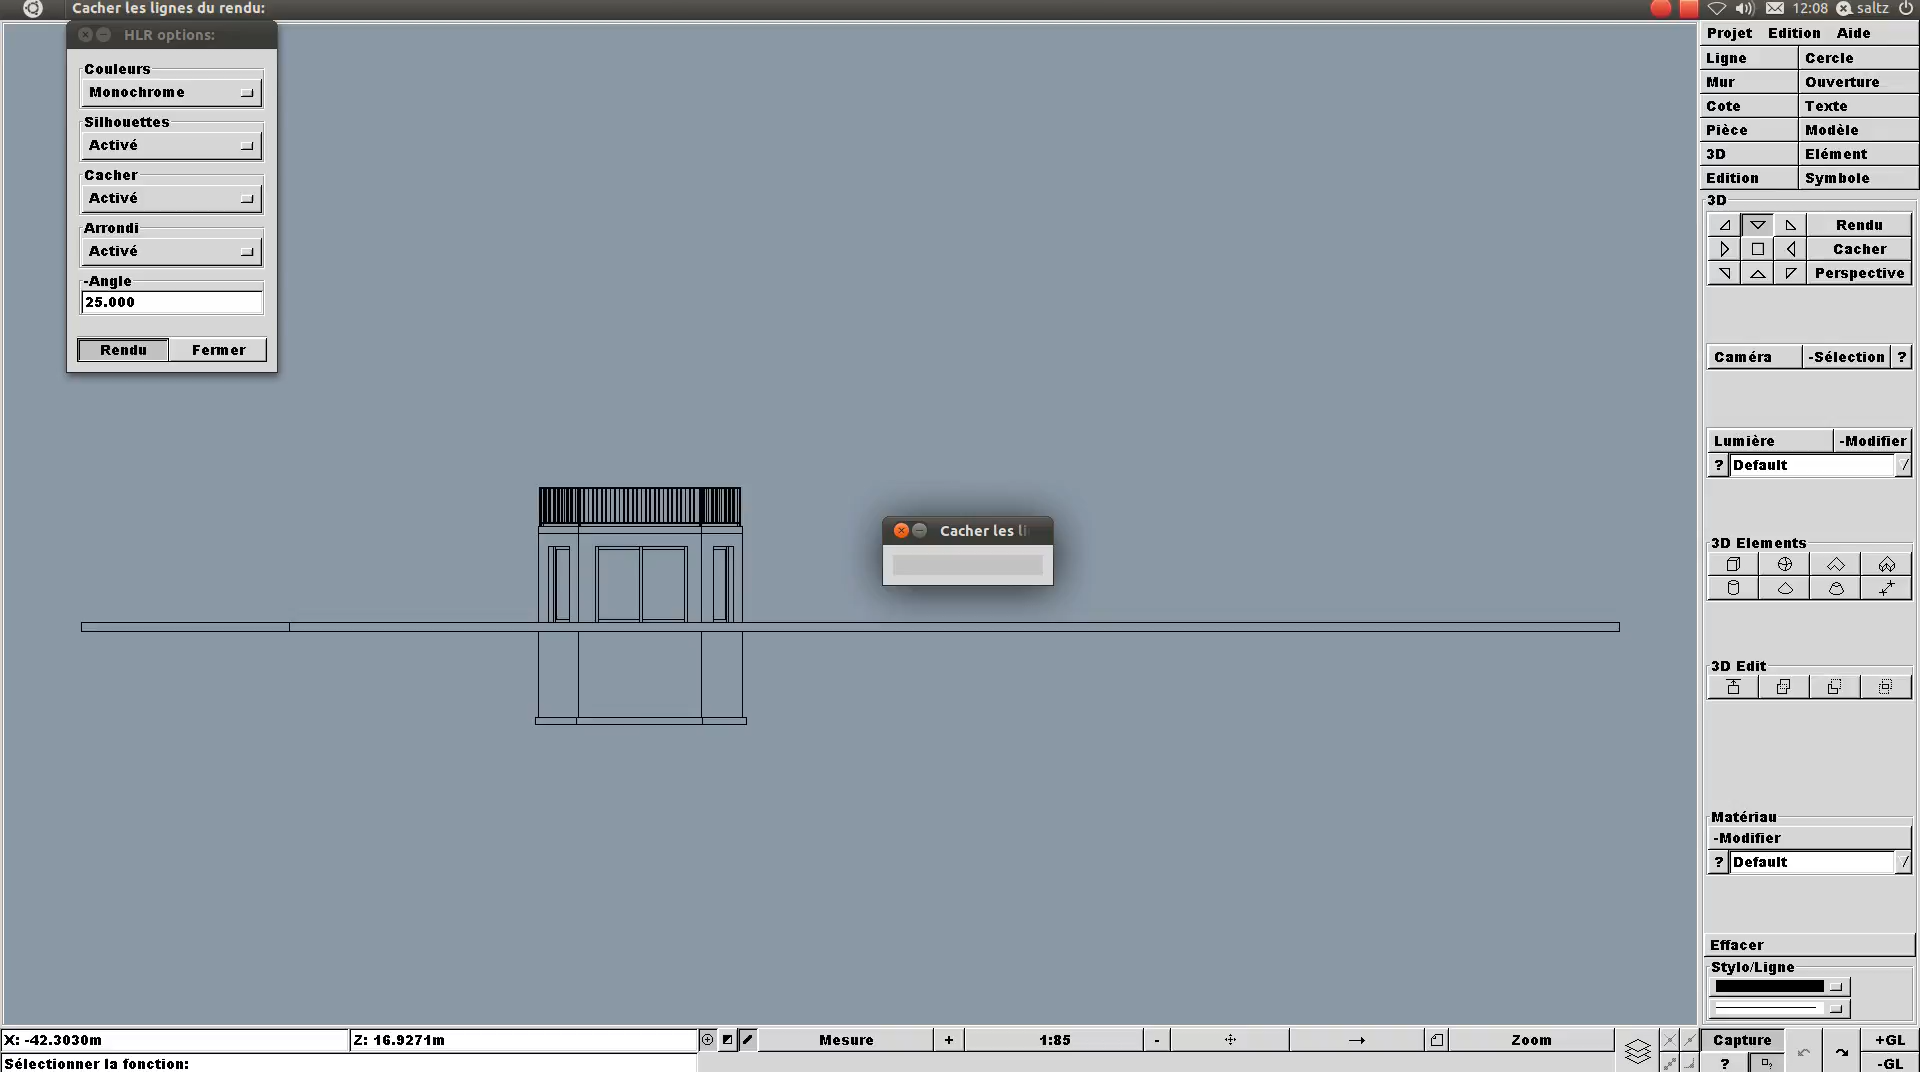 Cacher les lignes du rendu:
12:08 saltz
HLR options:
Couleurs
Monochrome
Silhouettes
Activé
Cacher
Activé
Arrondi
Activé
-Angle
25.000
Rendu Fermer
Cacher les li
Projet Edition Aide
Ligne Cercle
Mur Ouverture
Cote Texte
Pièce Modèle
3D Elément
Edition Symbole
3D
Rendu
Cacher
Perspective
Caméra -Sélection ?
Lumière -Modifier
? Default
3D Elements
3D Edit
Matériau
-Modifier
? Default
Effacer
Stylo/Ligne
X: -42.3030m Z: 16.9271m Mesure + 1:85 - Zoom Capture +GL
Sélectionner la fonction: ? -GL